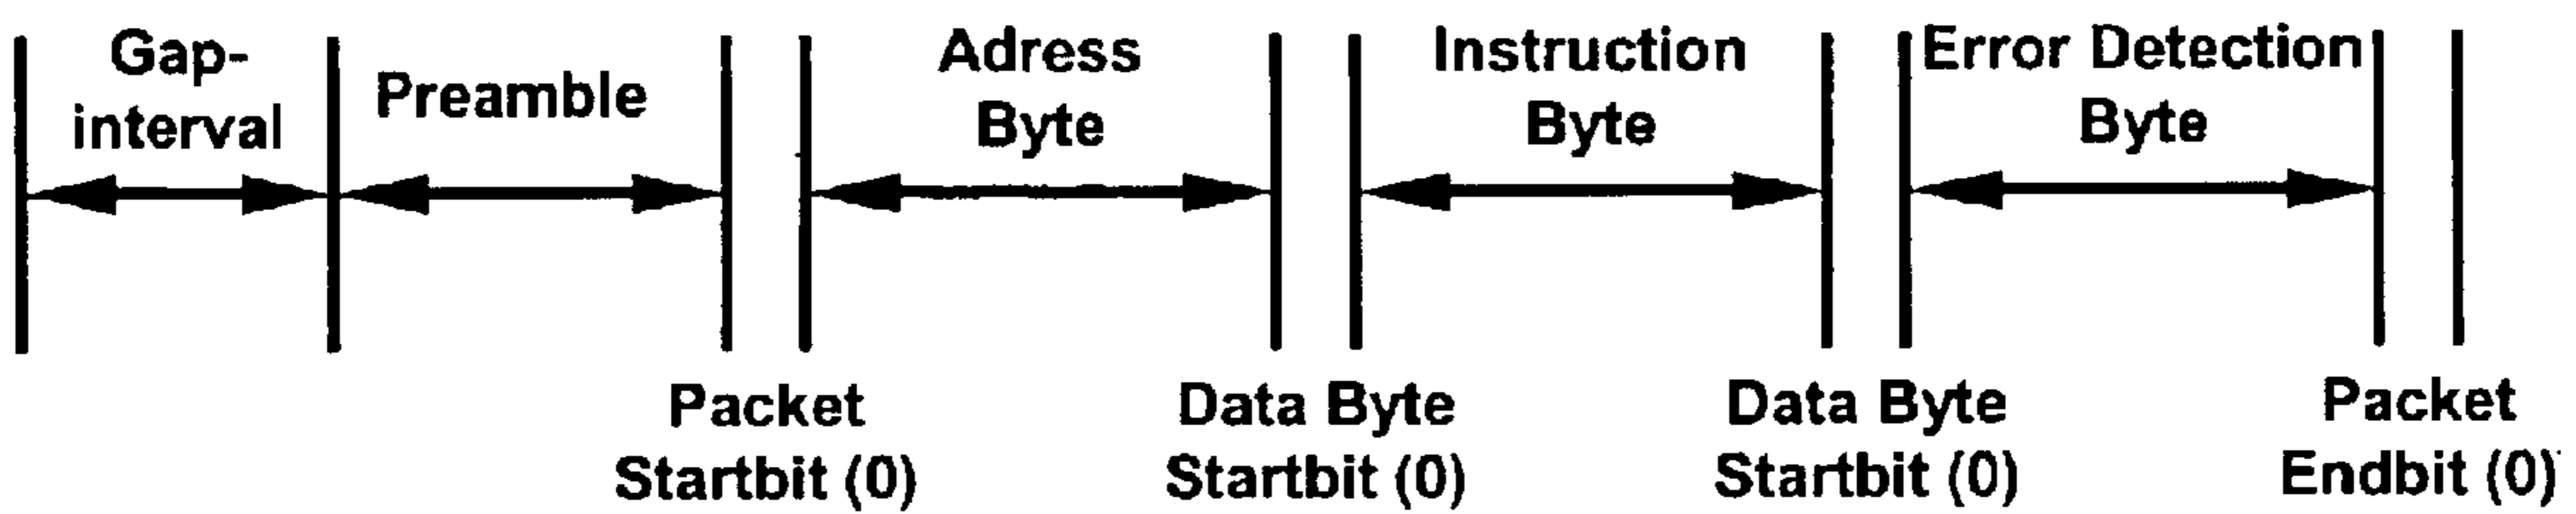 Gap-
interval
Preamble
Adress
Byte
Instruction
Byte
Error Detection
Byte
Packet
Startbit (0)
Data Byte
Startbit (0)
Data Byte
Startbit (0)
Packet
Endbit (0)